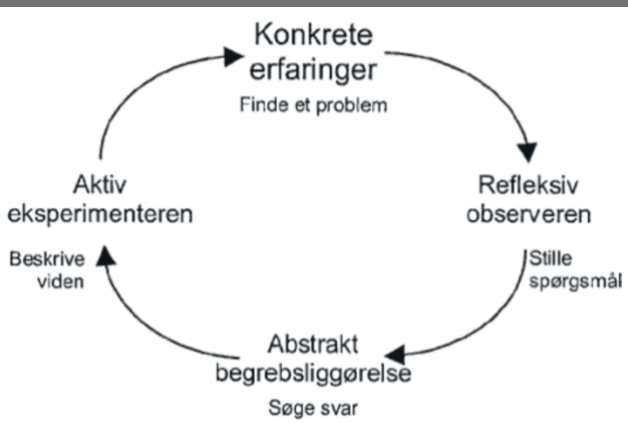 Konkrete
erfaringer
Finde et problem
Aktiv
eksperimenteren
Refleksiv
observeren
Beskrive
viden
Stille
spørgsmål
Abstrakt
begrebsliggørelse
Søge svar